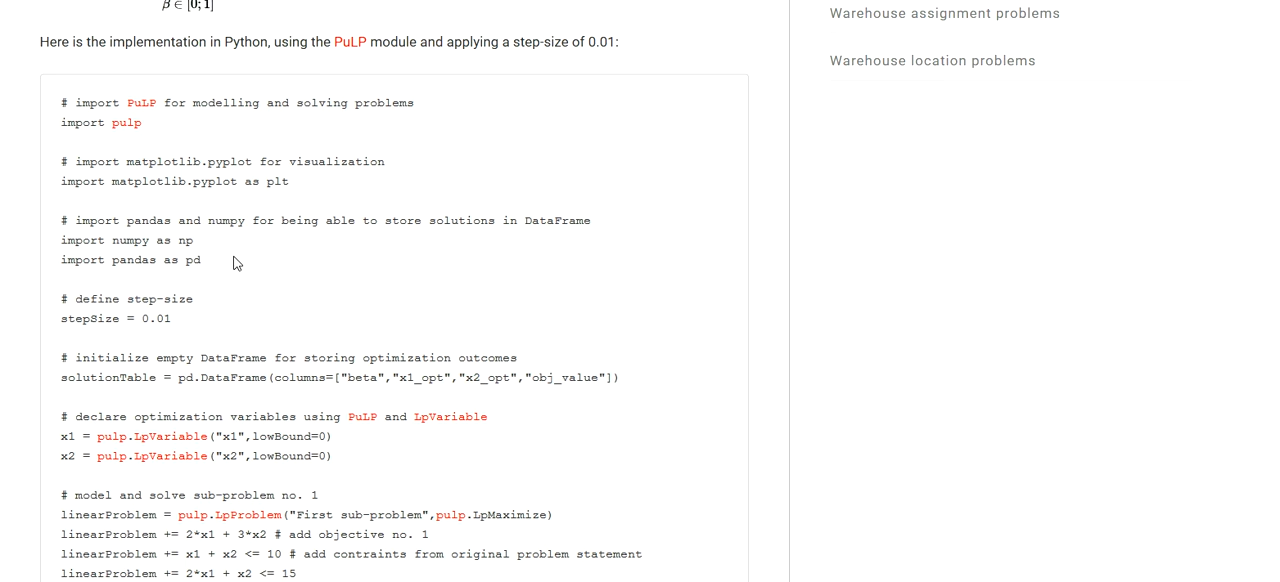 β ∈ [0; 1]
Here is the implementation in Python, using the PuLP module and applying a step-size of 0.01:
# import PuLP for modelling and solving problems
import pulp
# import matplotlib.pyplot for visualization
import matplotlib.pyplot as plt
# import pandas and numpy for being able to store solutions in DataFrame
import numpy as np
import pandas as pd
# define step-size
stepSize = 0.01
# initialize empty DataFrame for storing optimization outcomes
solutionTable = pd.DataFrame(columns=["beta","x1_opt","x2_opt","obj_value"])
# declare optimization variables using PuLP and LpVariable
x1 = pulp.LpVariable("x1",lowBound=0)
x2 = pulp.LpVariable("x2",lowBound=0)
# model and solve sub-problem no. 1
linearProblem = pulp.LpProblem("First sub-problem",pulp.LpMaximize)
linearProblem += 2*x1 + 3*x2 # add objective no. 1
linearProblem += x1 + x2 <= 10 # add contraints from original problem statement
linearProblem += 2*x1 + x2 <= 15
Warehouse assignment problems
Warehouse location problems